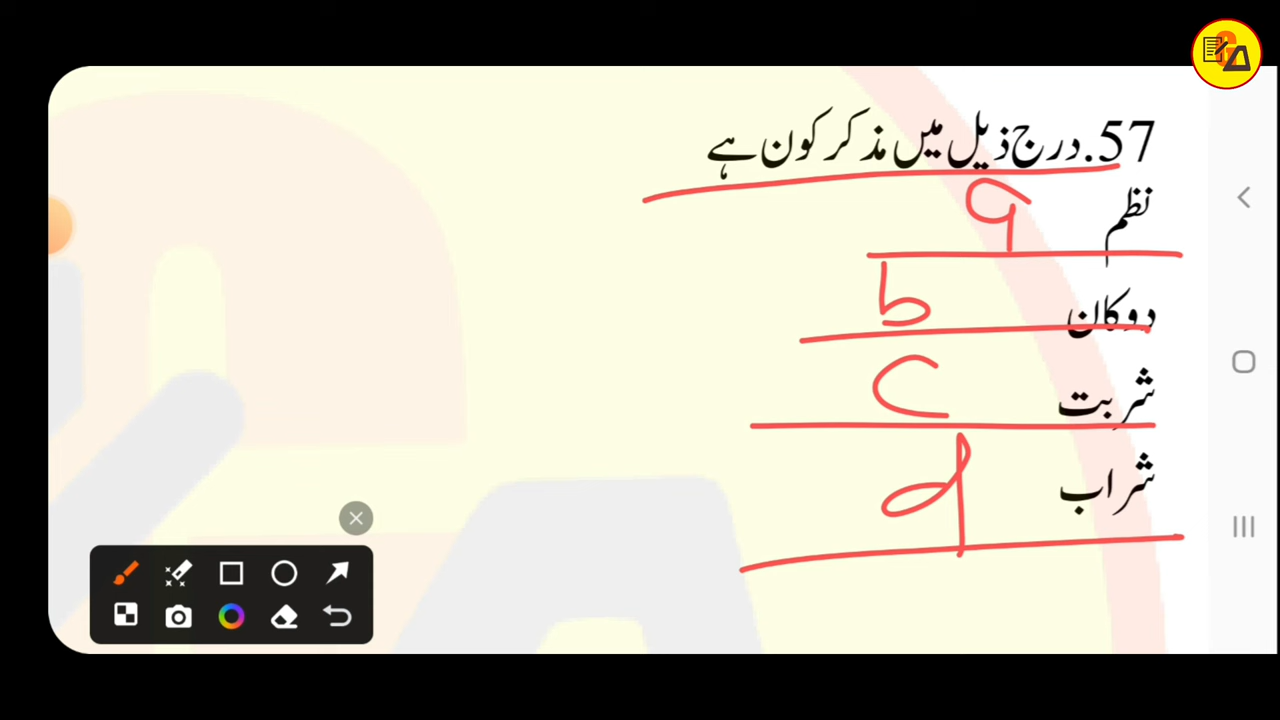 57.درج ذیل میں مذکر کون ہے
نظم a
دوکان b
شربت c
شراب d